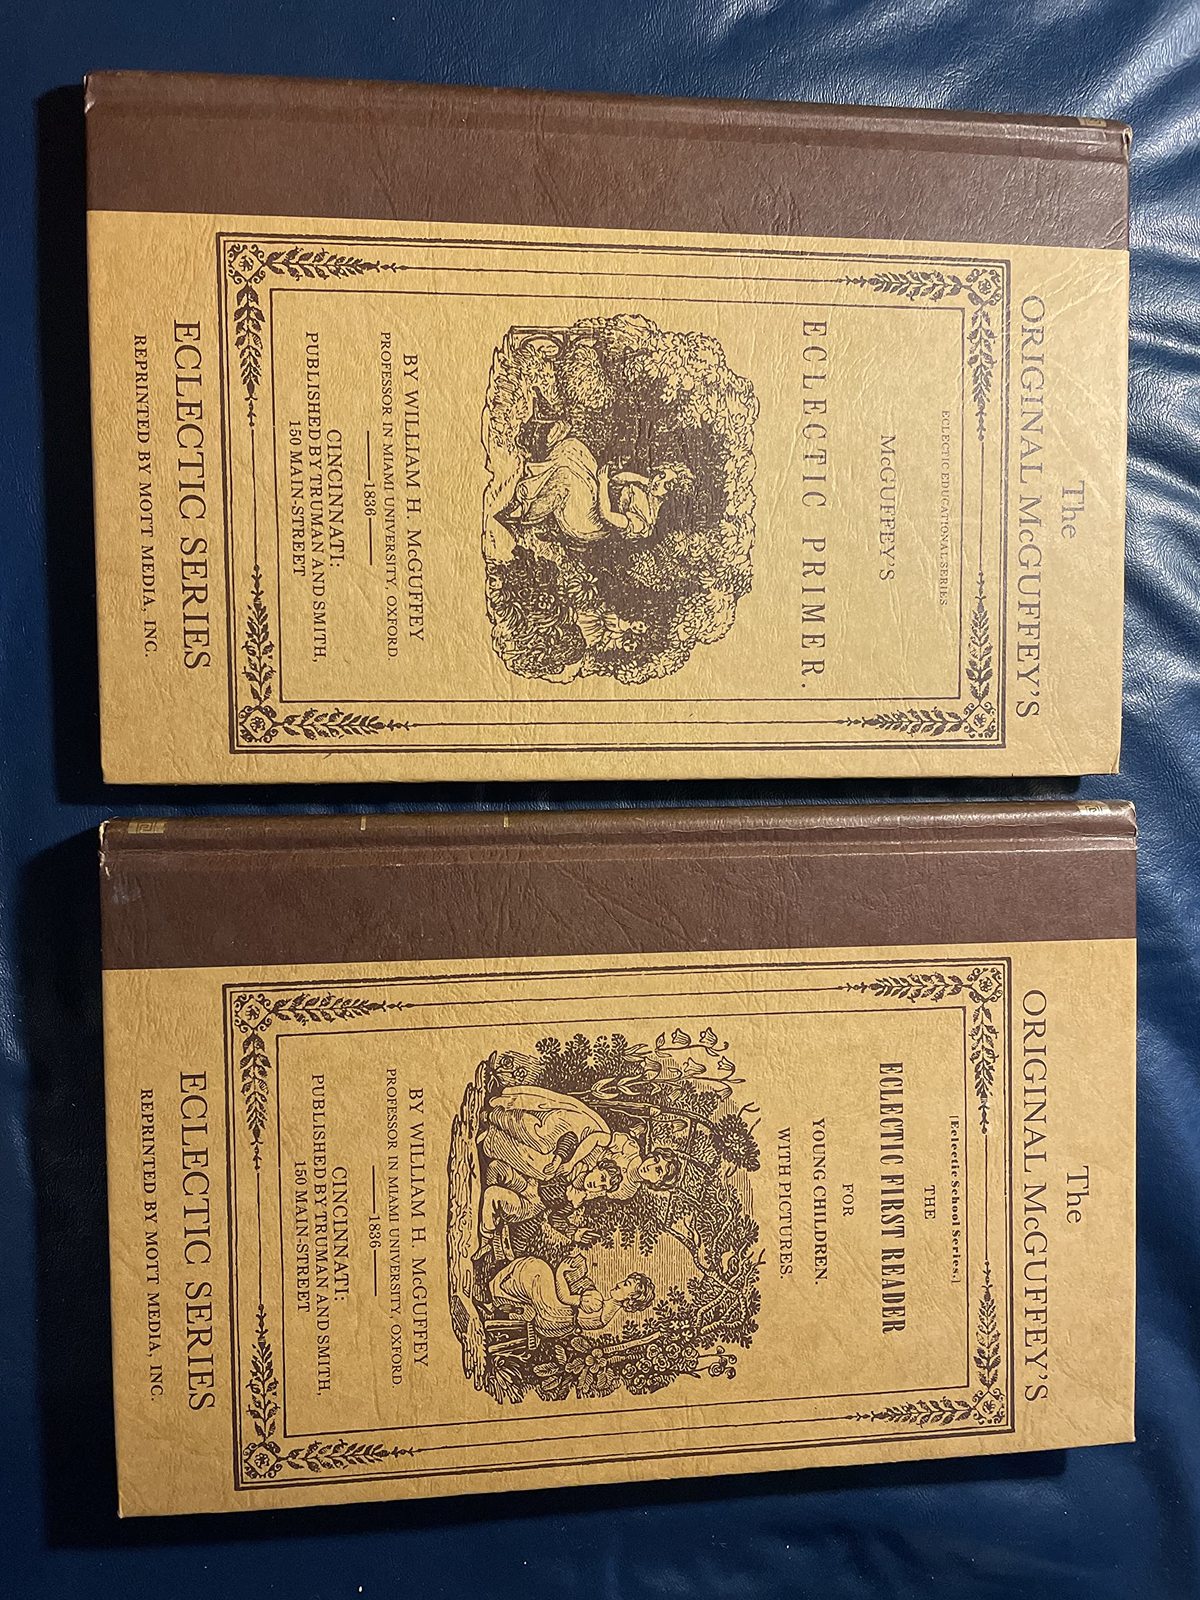 The
ORIGINAL McGUFFEY'S
ECLECTIC EDUCATIONAL SERIES.
McGUFFEY'S
ECLECTIC PRIMER.
BY WILLIAM H. McGUFFEY
PROFESSOR IN MIAMI UNIVERSITY, OXFORD.
1836
CINCINNATI:
PUBLISHED BY TRUMAN AND SMITH,
150 MAIN-STREET
ECLECTIC SERIES
REPRINTED BY MOTT MEDIA, INC.
The
ORIGINAL McGUFFEY'S
[Eclectic School Series.]
THE
ECLECTIC FIRST READER
FOR
YOUNG CHILDREN.
WITH PICTURES.
BY WILLIAM H. McGUFFEY
PROFESSOR IN MIAMI UNIVERSITY, OXFORD.
1836
CINCINNATI:
PUBLISHED BY TRUMAN AND SMITH,
150 MAIN-STREET
ECLECTIC SERIES
REPRINTED BY MOTT MEDIA, INC.